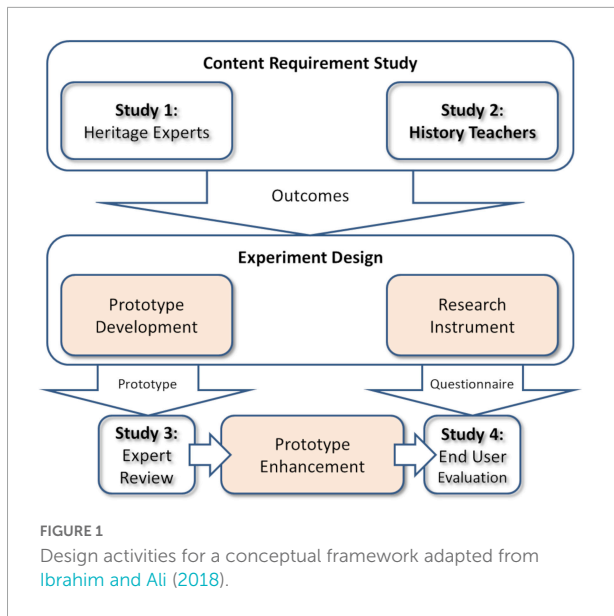 Content Requirement Study
Study 1:
Heritage Experts
Study 2:
History Teachers
Outcomes
Experiment Design
Prototype
Development
Research
Instrument
Prototype
Questionnaire
Study 3:
Expert
Review
Prototype
Enhancement
Study 4:
End User
Evaluation
FIGURE 1
Design activities for a conceptual framework adapted from
Ibrahim and Ali (2018).